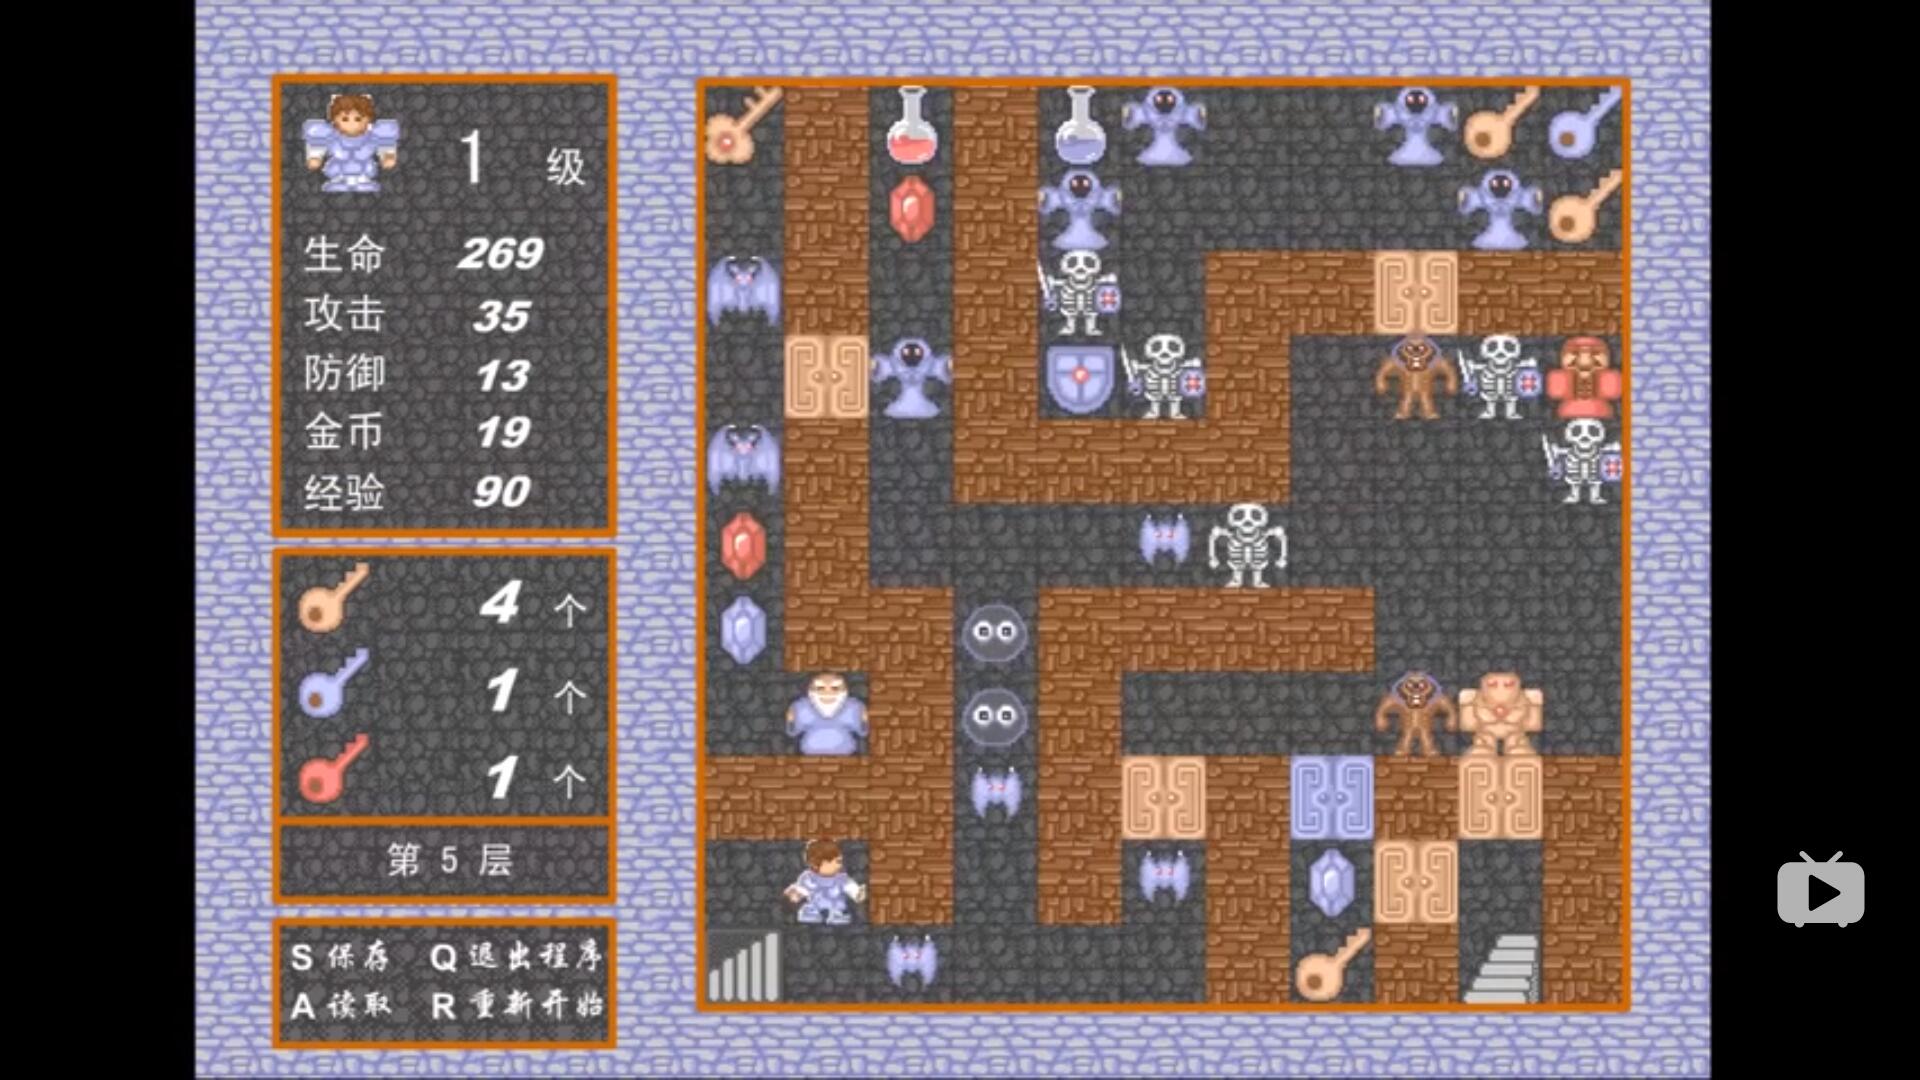 1 级
生命 269
攻击 35
防御 13
金币 19
经验 90
4 个
1 个
1 个
第 5 层
S 保存 Q 退出程序
A 读取 R 重新开始